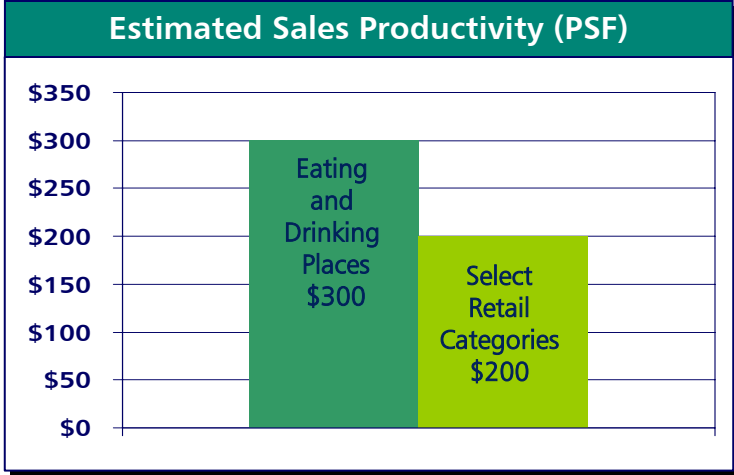 Estimated Sales Productivity (PSF)
$350
$300
$250
$200
$150
$100
$50
$0
Eating
and
Drinking
Places
$300
Select
Retail
Categories
$200